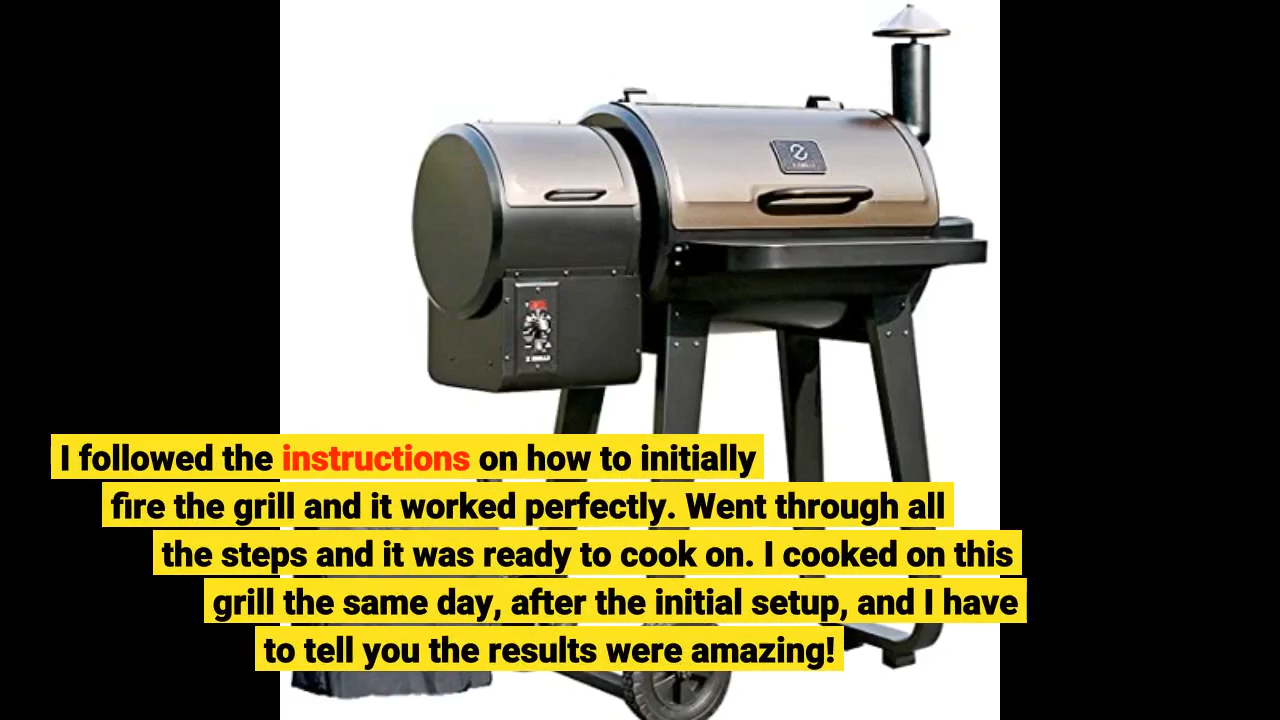 I followed the instructions on how to initially
fire the grill and it worked perfectly. Went through all
the steps and it was ready to cook on. I cooked on this
grill the same day, after the initial setup, and I have
to tell you the results were amazing!